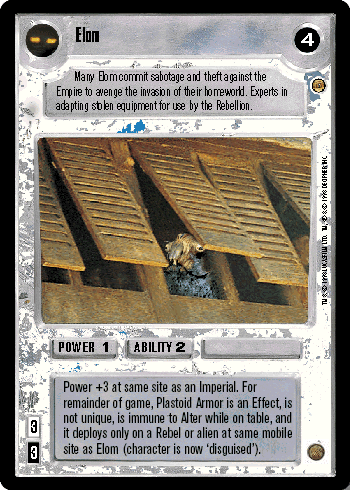 Elom
4
Many Elom commit sabotage and theft against the
Empire to avenge the invasion of their homeworld. Experts in
adapting stolen equipment for use by the Rebellion.
POWER 1
ABILITY 2
Power +3 at same site as an Imperial. For
remainder of game, Plastoid Armor is an Effect, is
not unique, is immune to Alter while on table, and
it deploys only on a Rebel or alien at same mobile
site as Elom (character is now ‘disguised’).
3
3